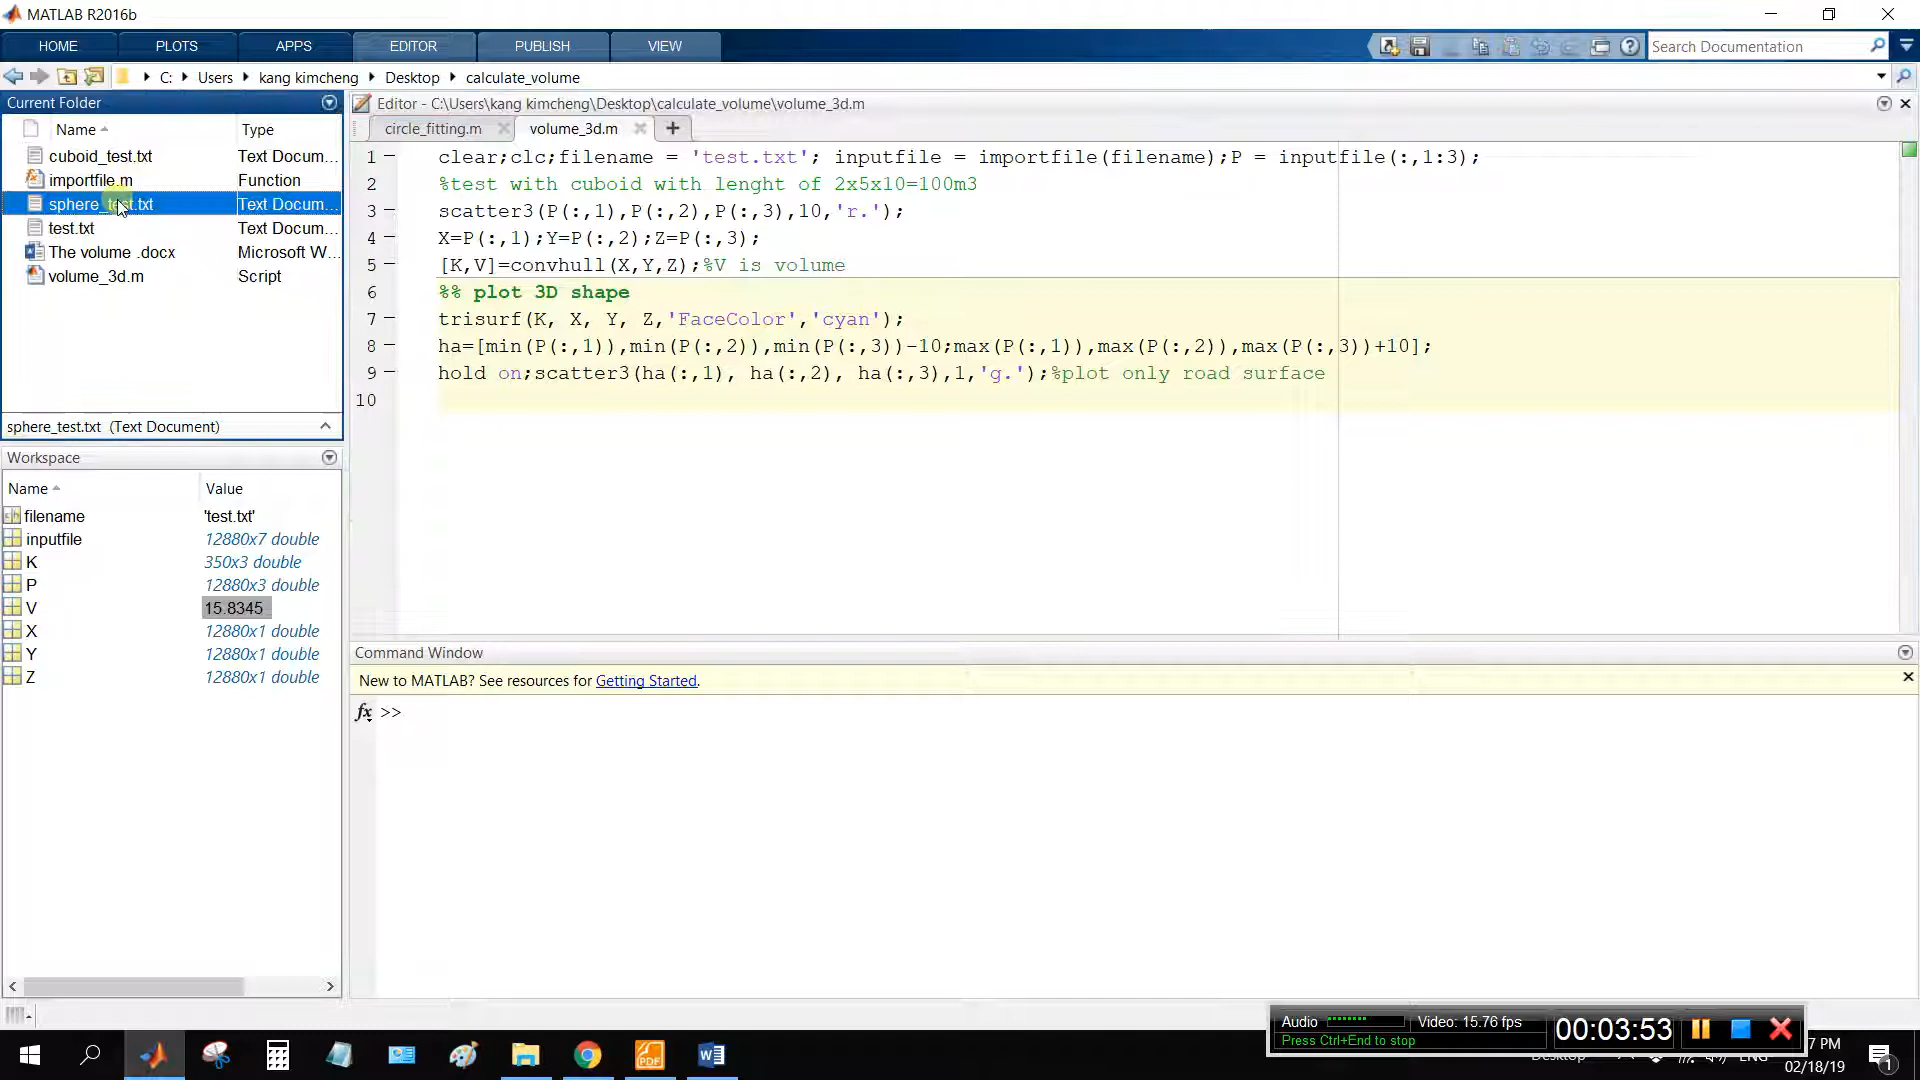 MATLAB R2016b
HOME PLOTS APPS EDITOR PUBLISH VIEW
Search Documentation
C: Users kang kimcheng Desktop calculate_volume
Current Folder
Name Type
cuboid_test.txt Text Docum...
importfile.m Function
sphere_test.txt Text Docum...
test.txt Text Docum...
The volume .docx Microsoft W...
volume_3d.m Script
sphere_test.txt (Text Document)
Workspace
Name Value
filename 'test.txt'
inputfile 12880x7 double
K 350x3 double
P 12880x3 double
V 15.8345
X 12880x1 double
Y 12880x1 double
Z 12880x1 double
Editor - C:\Users\kang kimcheng\Desktop\calculate_volume\volume_3d.m
circle_fitting.m volume_3d.m
1 clear;clc;filename = 'test.txt'; inputfile = importfile(filename);P = inputfile(:,1:3);
2 %test with cuboid with lenght of 2x5x10=100m3
3 scatter3(P(:,1),P(:,2),P(:,3),10,'r.');
4 X=P(:,1);Y=P(:,2);Z=P(:,3);
5 [K,V]=convhull(X,Y,Z);%V is volume
6 %% plot 3D shape
7 trisurf(K, X, Y, Z,'FaceColor','cyan');
8 ha=[min(P(:,1)),min(P(:,2)),min(P(:,3))-10;max(P(:,1)),max(P(:,2)),max(P(:,3))+10];
9 hold on;scatter3(ha(:,1), ha(:,2), ha(:,3),1,'g.');%plot only road surface
10
Command Window
New to MATLAB? See resources for Getting Started.
fx >>
Audio Video: 15.76 fps
Press Ctrl+End to stop
00:03:53
7 PM
02/18/19
1